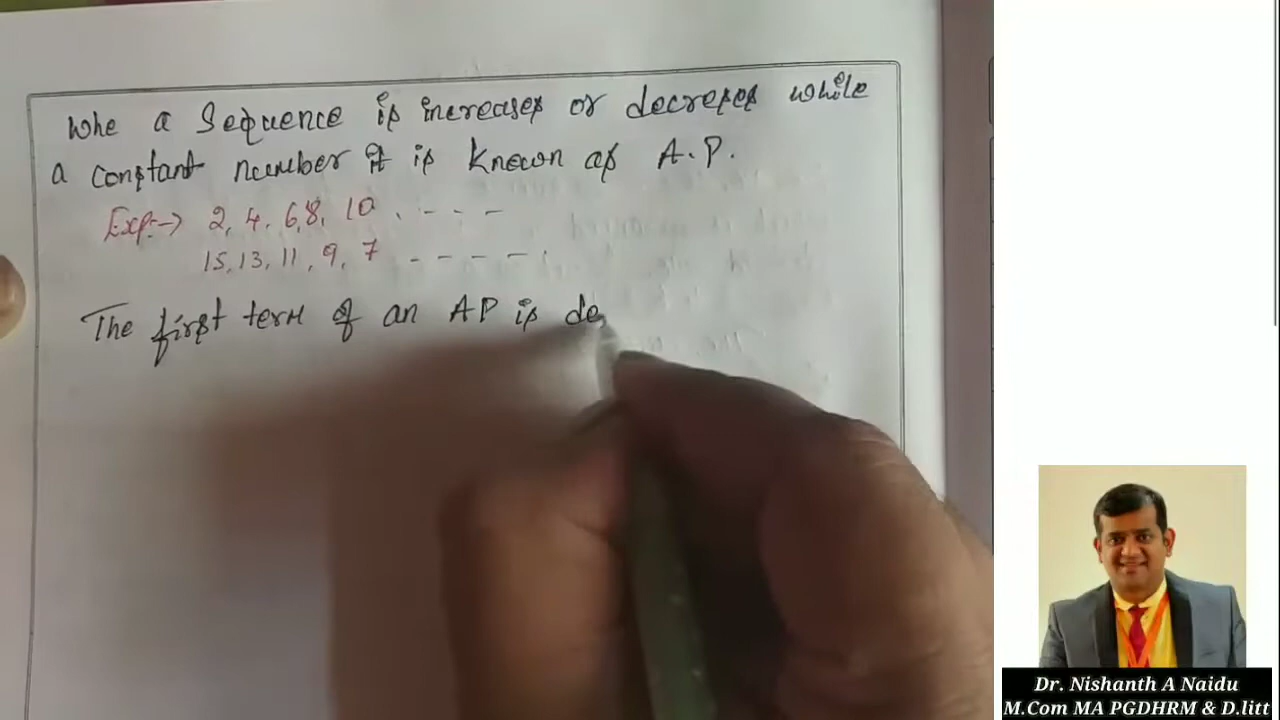 Whe a Sequence is increases or decreses while
a constant number it is known as A.P.
Exp:→ 2, 4, 6, 8, 10, - - - -
15, 13, 11, 9, 7 - - - - -
The first term of an AP is de
Dr. Nishanth A Naidu
M.Com MA PGDHRM & D.litt